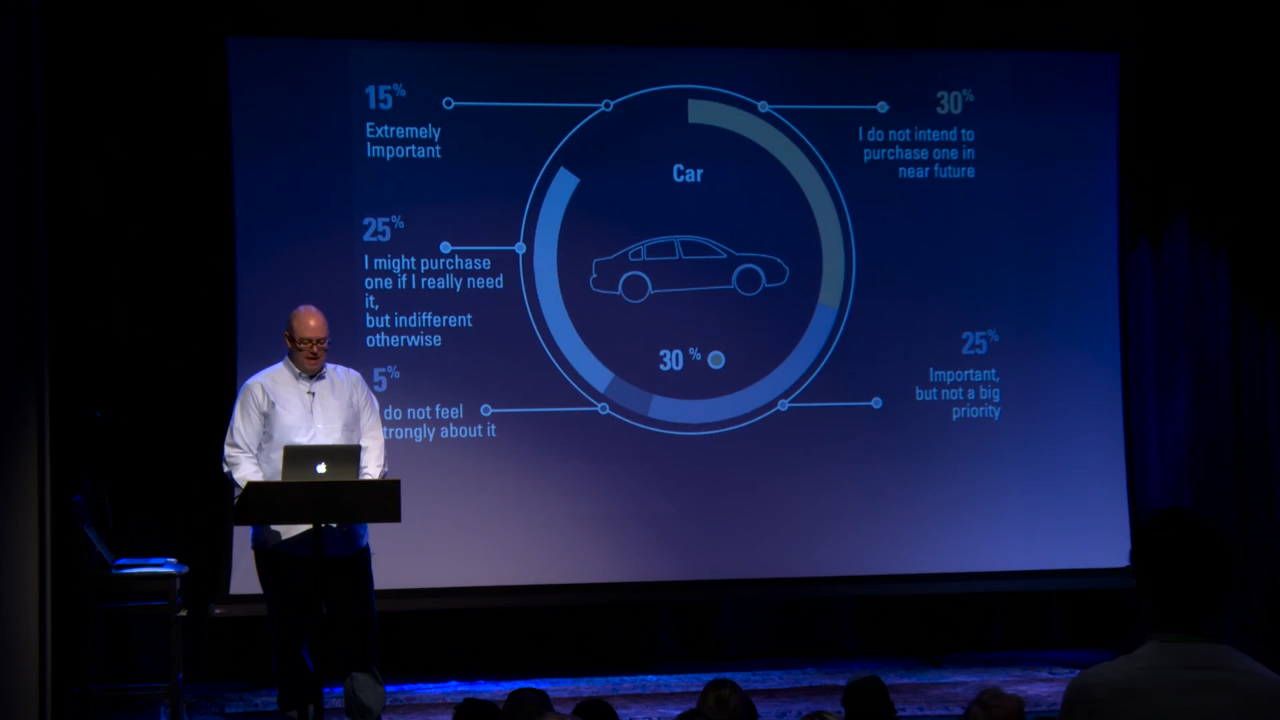 15%
Extremely
Important
25%
I might purchase
one if I really need
it,
but indifferent
otherwise
5%
do not feel
trongly about it
Car
30 %
30%
I do not intend to
purchase one in
near future
25%
Important,
but not a big
priority